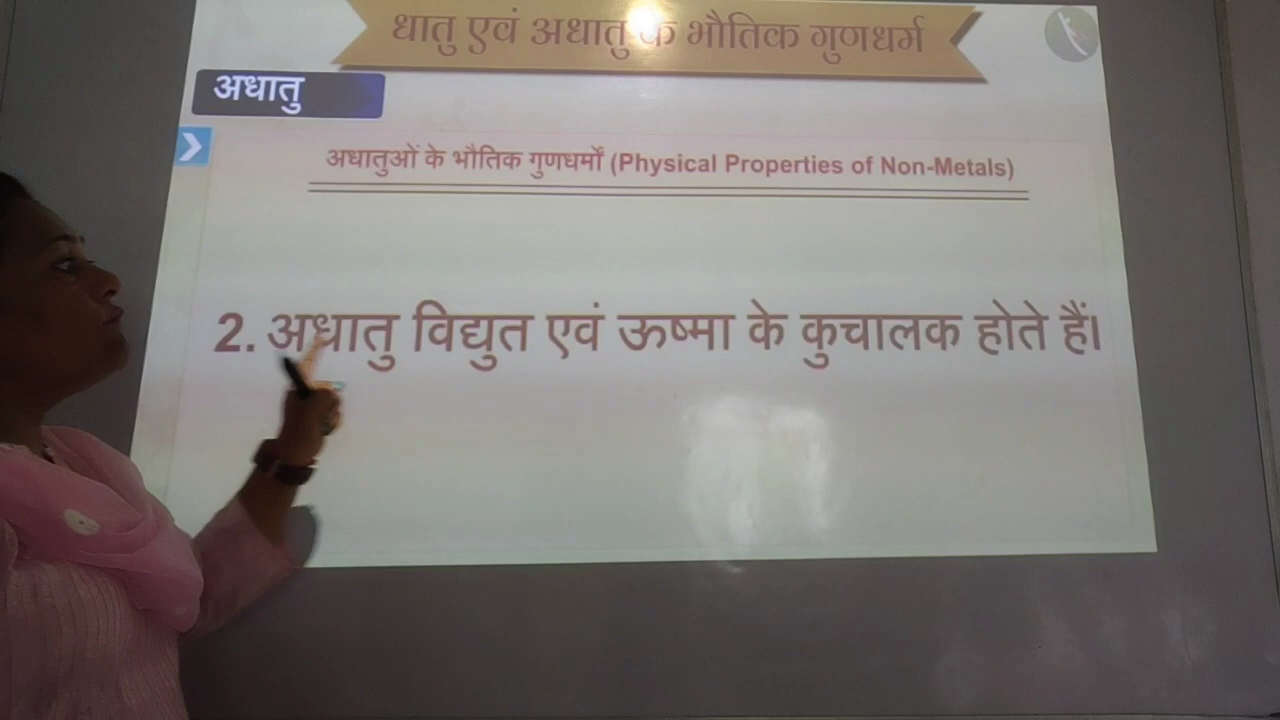 धातु एवं अधातु के भौतिक गुणधर्म
अधातु
अधातुओं के भौतिक गुणधर्मों (Physical Properties of Non-Metals)
2. अधातु विद्युत एवं ऊष्मा के कुचालक होते हैं।